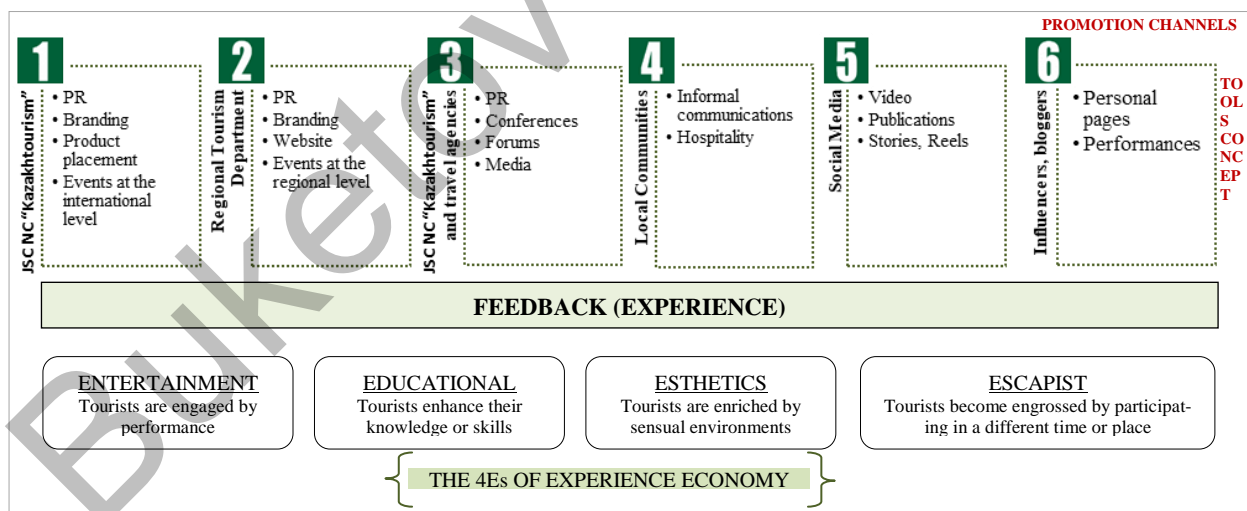 PROMOTION CHANNELS
1
JSC NC “Kazakhtourism”
• PR
• Branding
• Product
placement
• Events at the
international
level
2
Regional Tourism
Department
• PR
• Branding
• Website
• Events at the
regional level
3
JSC NC “Kazakhtourism”
and travel agencies
• PR
• Conferences
• Forums
• Media
4
Local Communities
• Informal
communications
• Hospitality
5
Social Media
• Video
• Publications
• Stories, Reels
6
Influencers, bloggers
• Personal
pages
• Performances
TO
OL
S
CO
NC
EP
T
FEEDBACK (EXPERIENCE)
ENTERTAINMENT
Tourists are engaged by
performance
EDUCATIONAL
Tourists enhance their
knowledge or skills
ESTHETICS
Tourists are enriched by
sensual environments
ESCAPIST
Tourists become engrossed by participat-
ing in a different time or place
THE 4Es OF EXPERIENCE ECONOMY
Buketov